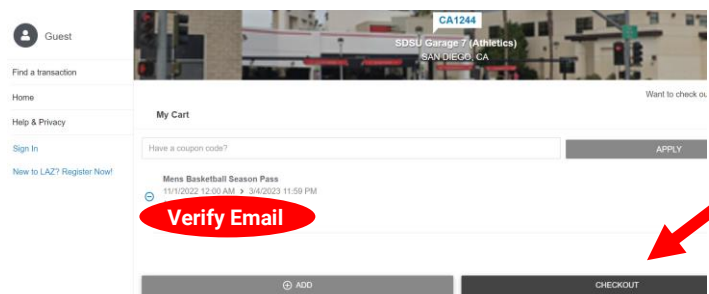 Guest
Find a transaction
Home
Help & Privacy
Sign In
New to LAZ? Register Now!
CA1244
SDSU Garage 7 (Athletics)
SAN DIEGO, CA
Want to check ou
My Cart
Have a coupon code?
APPLY
Mens Basketball Season Pass
11/1/2022 12:00 AM > 3/4/2023 11:59 PM
Verify Email
ADD
CHECKOUT